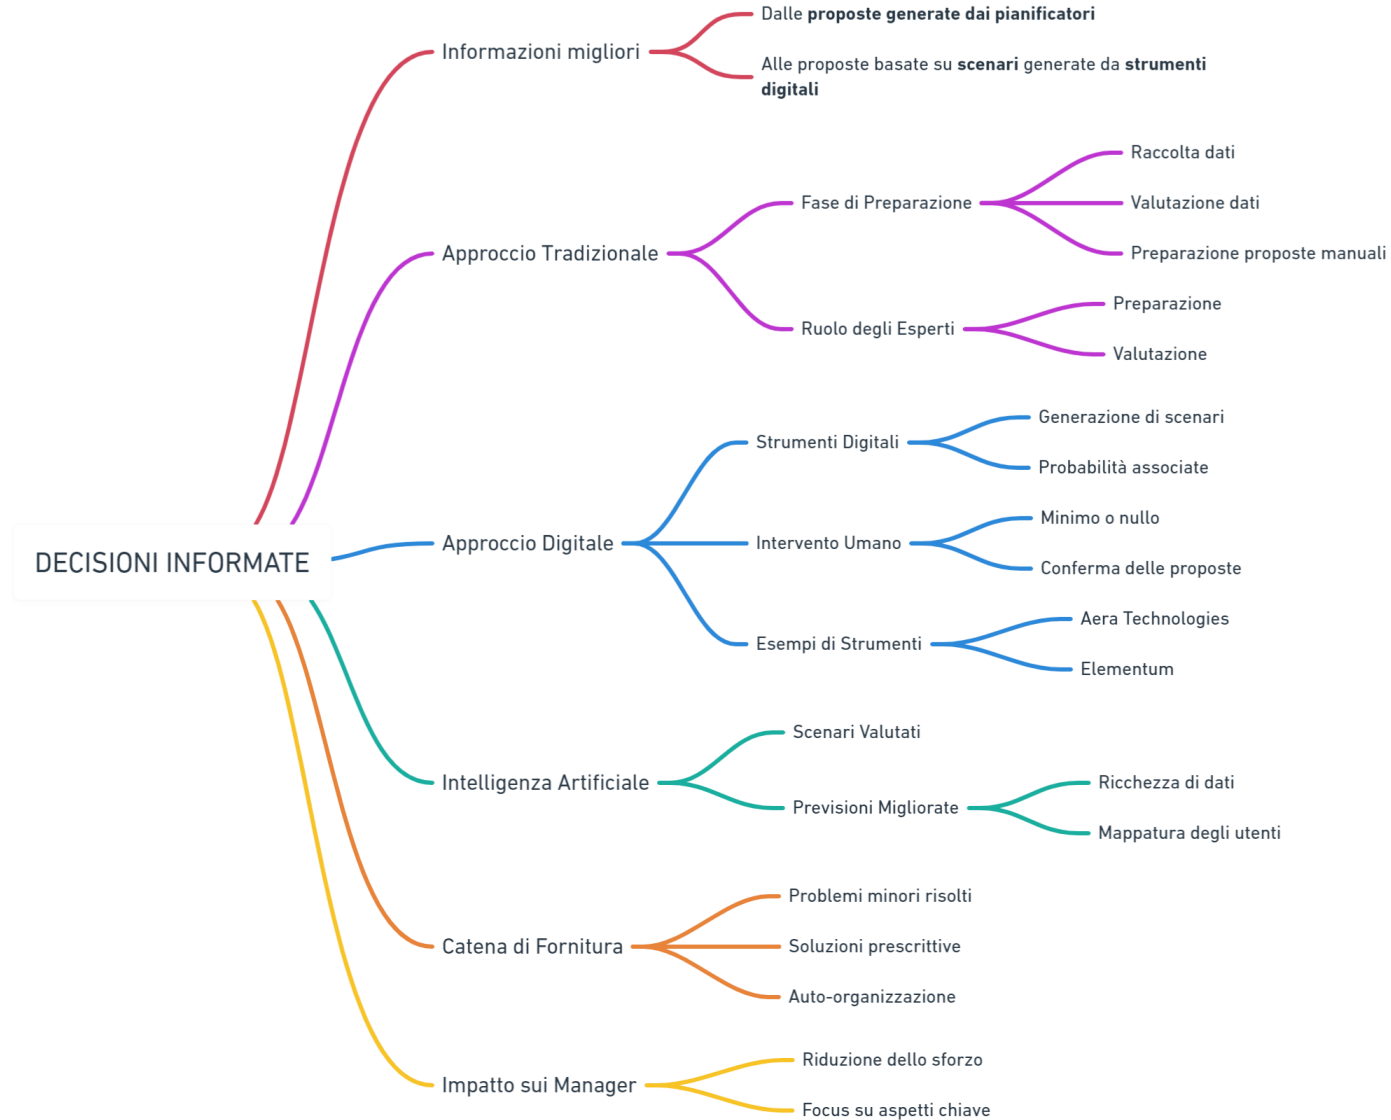 DECISIONI INFORMATE
Informazioni migliori
Dalle proposte generate dai pianificatori
Alle proposte basate su scenari generate da strumenti
digitali
Approccio Tradizionale
Fase di Preparazione
Raccolta dati
Valutazione dati
Preparazione proposte manuali
Ruolo degli Esperti
Preparazione
Valutazione
Approccio Digitale
Strumenti Digitali
Generazione di scenari
Probabilità associate
Intervento Umano
Minimo o nullo
Conferma delle proposte
Esempi di Strumenti
Aera Technologies
Elementum
Intelligenza Artificiale
Scenari Valutati
Previsioni Migliorate
Ricchezza di dati
Mappatura degli utenti
Catena di Fornitura
Problemi minori risolti
Soluzioni prescrittive
Auto-organizzazione
Impatto sui Manager
Riduzione dello sforzo
Focus su aspetti chiave